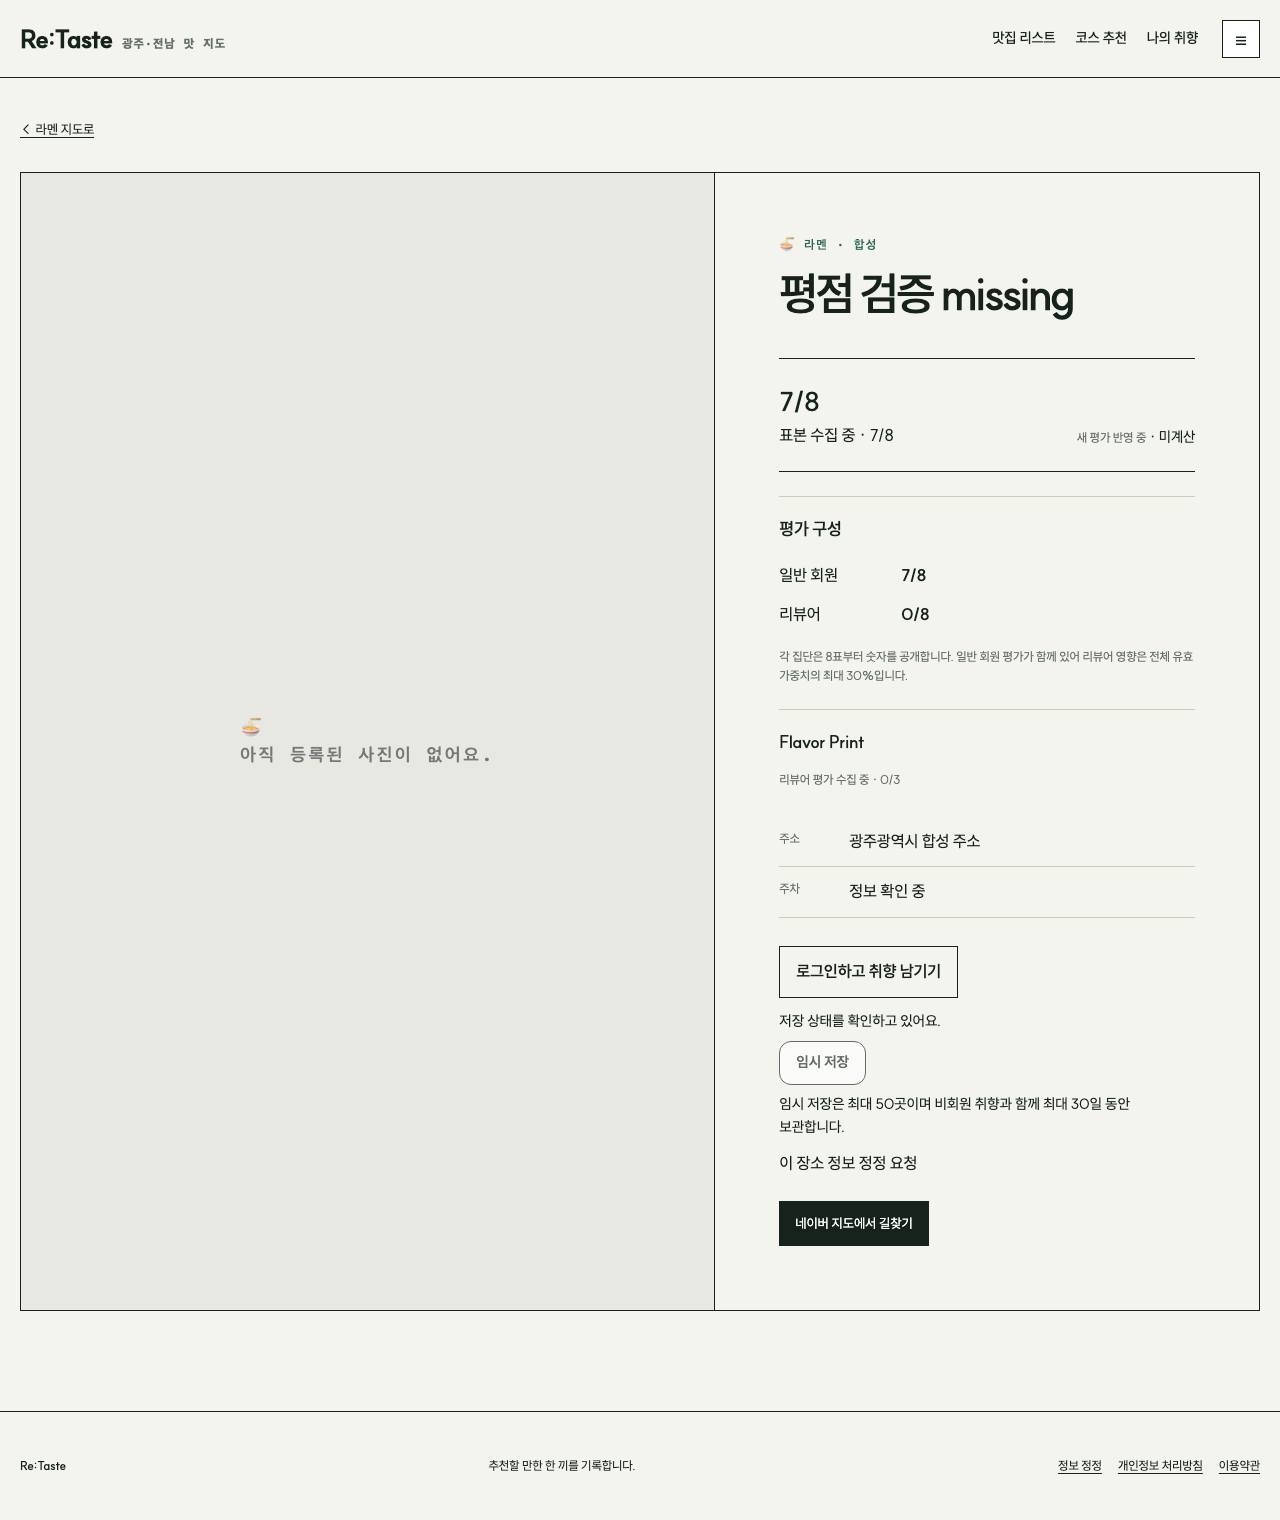 Re:Taste 광주·전남 맛 지도
맛집 리스트 코스 추천 나의 취향
라멘 지도로
라멘 · 합성
평점 검증 missing
7/8
표본 수집 중 · 7/8
새 평가 반영 중 · 미계산
평가 구성
일반 회원 7/8
리뷰어 0/8
각 집단은 8표부터 숫자를 공개합니다. 일반 회원 평가가 함께 있어 리뷰어 영향은 전체 유효
가중치의 최대 30%입니다.
아직 등록된 사진이 없어요.
Flavor Print
리뷰어 평가 수집 중 · 0/3
주소 광주광역시 합성 주소
주차 정보 확인 중
로그인하고 취향 남기기
저장 상태를 확인하고 있어요.
임시 저장
임시 저장은 최대 50곳이며 비회원 취향과 함께 최대 30일 동안
보관합니다.
이 장소 정보 정정 요청
네이버 지도에서 길찾기
Re:Taste
추천할 만한 한 끼를 기록합니다.
정보 정정 개인정보 처리방침 이용약관